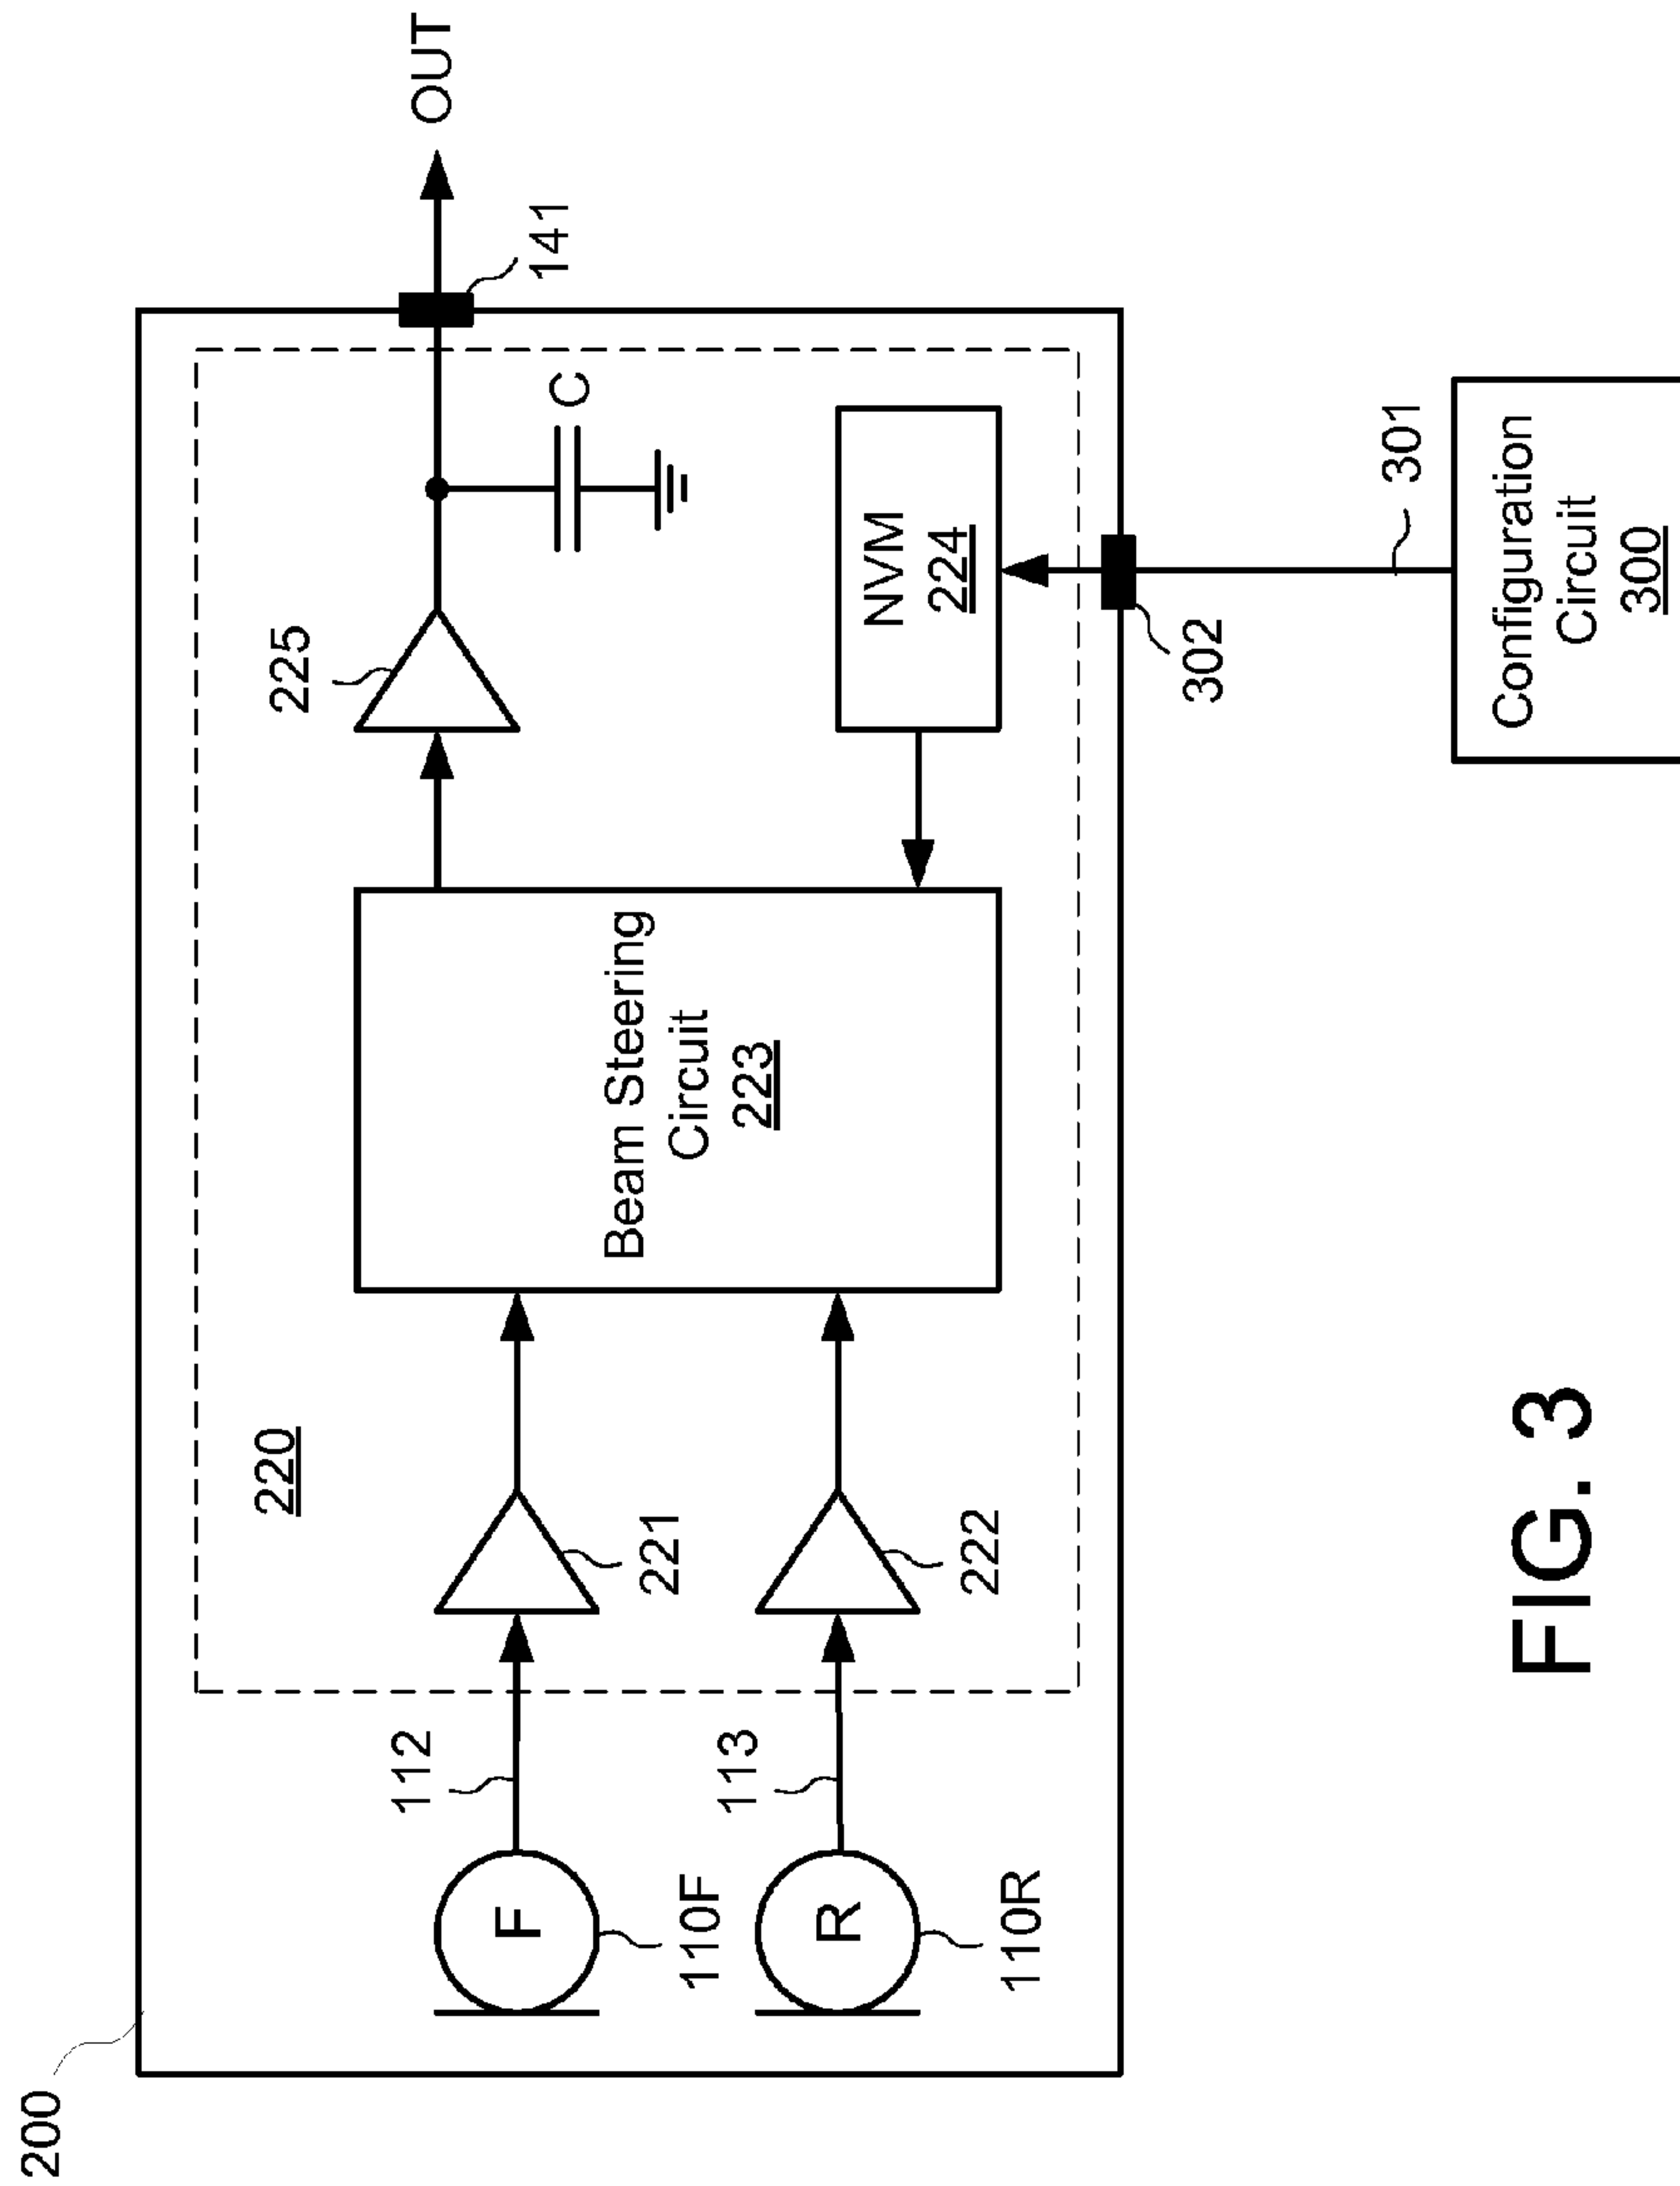 200
220
F
110F
112
221
R
110R
113
222
Beam Steering
Circuit
223
225
C
141
OUT
NVM
224
302
301
Configuration
Circuit
300
FIG. 3